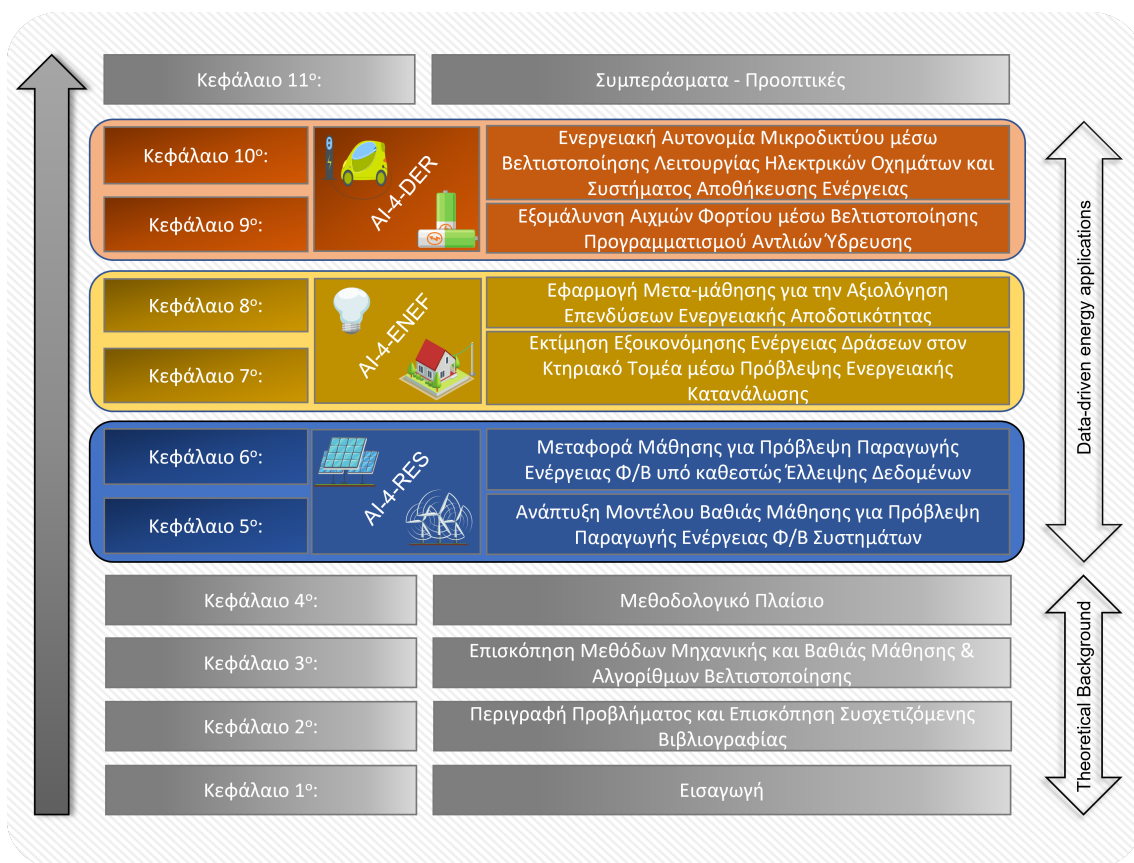 Κεφάλαιο 11ο:
Συμπεράσματα - Προοπτικές
Κεφάλαιο 10ο:
Κεφάλαιο 9ο:
AI-4-DER
Ενεργειακή Αυτονομία Μικροδικτύου μέσω
Βελτιστοποίησης Λειτουργίας Ηλεκτρικών Οχημάτων και
Συστήματος Αποθήκευσης Ενέργειας
Εξομάλυνση Αιχμών Φορτίου μέσω Βελτιστοποίησης
Προγραμματισμού Αντλιών Ύδρευσης
Κεφάλαιο 8ο:
Κεφάλαιο 7ο:
AI-4-ENEF
Εφαρμογή Μετα-μάθησης για την Αξιολόγηση
Επενδύσεων Ενεργειακής Αποδοτικότητας
Εκτίμηση Εξοικονόμησης Ενέργειας Δράσεων στον
Κτηριακό Τομέα μέσω Πρόβλεψης Ενεργειακής
Κατανάλωσης
Κεφάλαιο 6ο:
Κεφάλαιο 5ο:
AI-4-RES
Μεταφορά Μάθησης για Πρόβλεψη Παραγωγής
Ενέργειας Φ/Β υπό καθεστώς Έλλειψης Δεδομένων
Ανάπτυξη Μοντέλου Βαθιάς Μάθησης για Πρόβλεψη
Παραγωγής Ενέργειας Φ/Β Συστημάτων
Κεφάλαιο 4ο:
Μεθοδολογικό Πλαίσιο
Κεφάλαιο 3ο:
Επισκόπηση Μεθόδων Μηχανικής και Βαθιάς Μάθησης &
Αλγορίθμων Βελτιστοποίησης
Κεφάλαιο 2ο:
Περιγραφή Προβλήματος και Επισκόπηση Συσχετιζόμενης
Βιβλιογραφίας
Κεφάλαιο 1ο:
Εισαγωγή
Data-driven energy applications
Theoretical Background